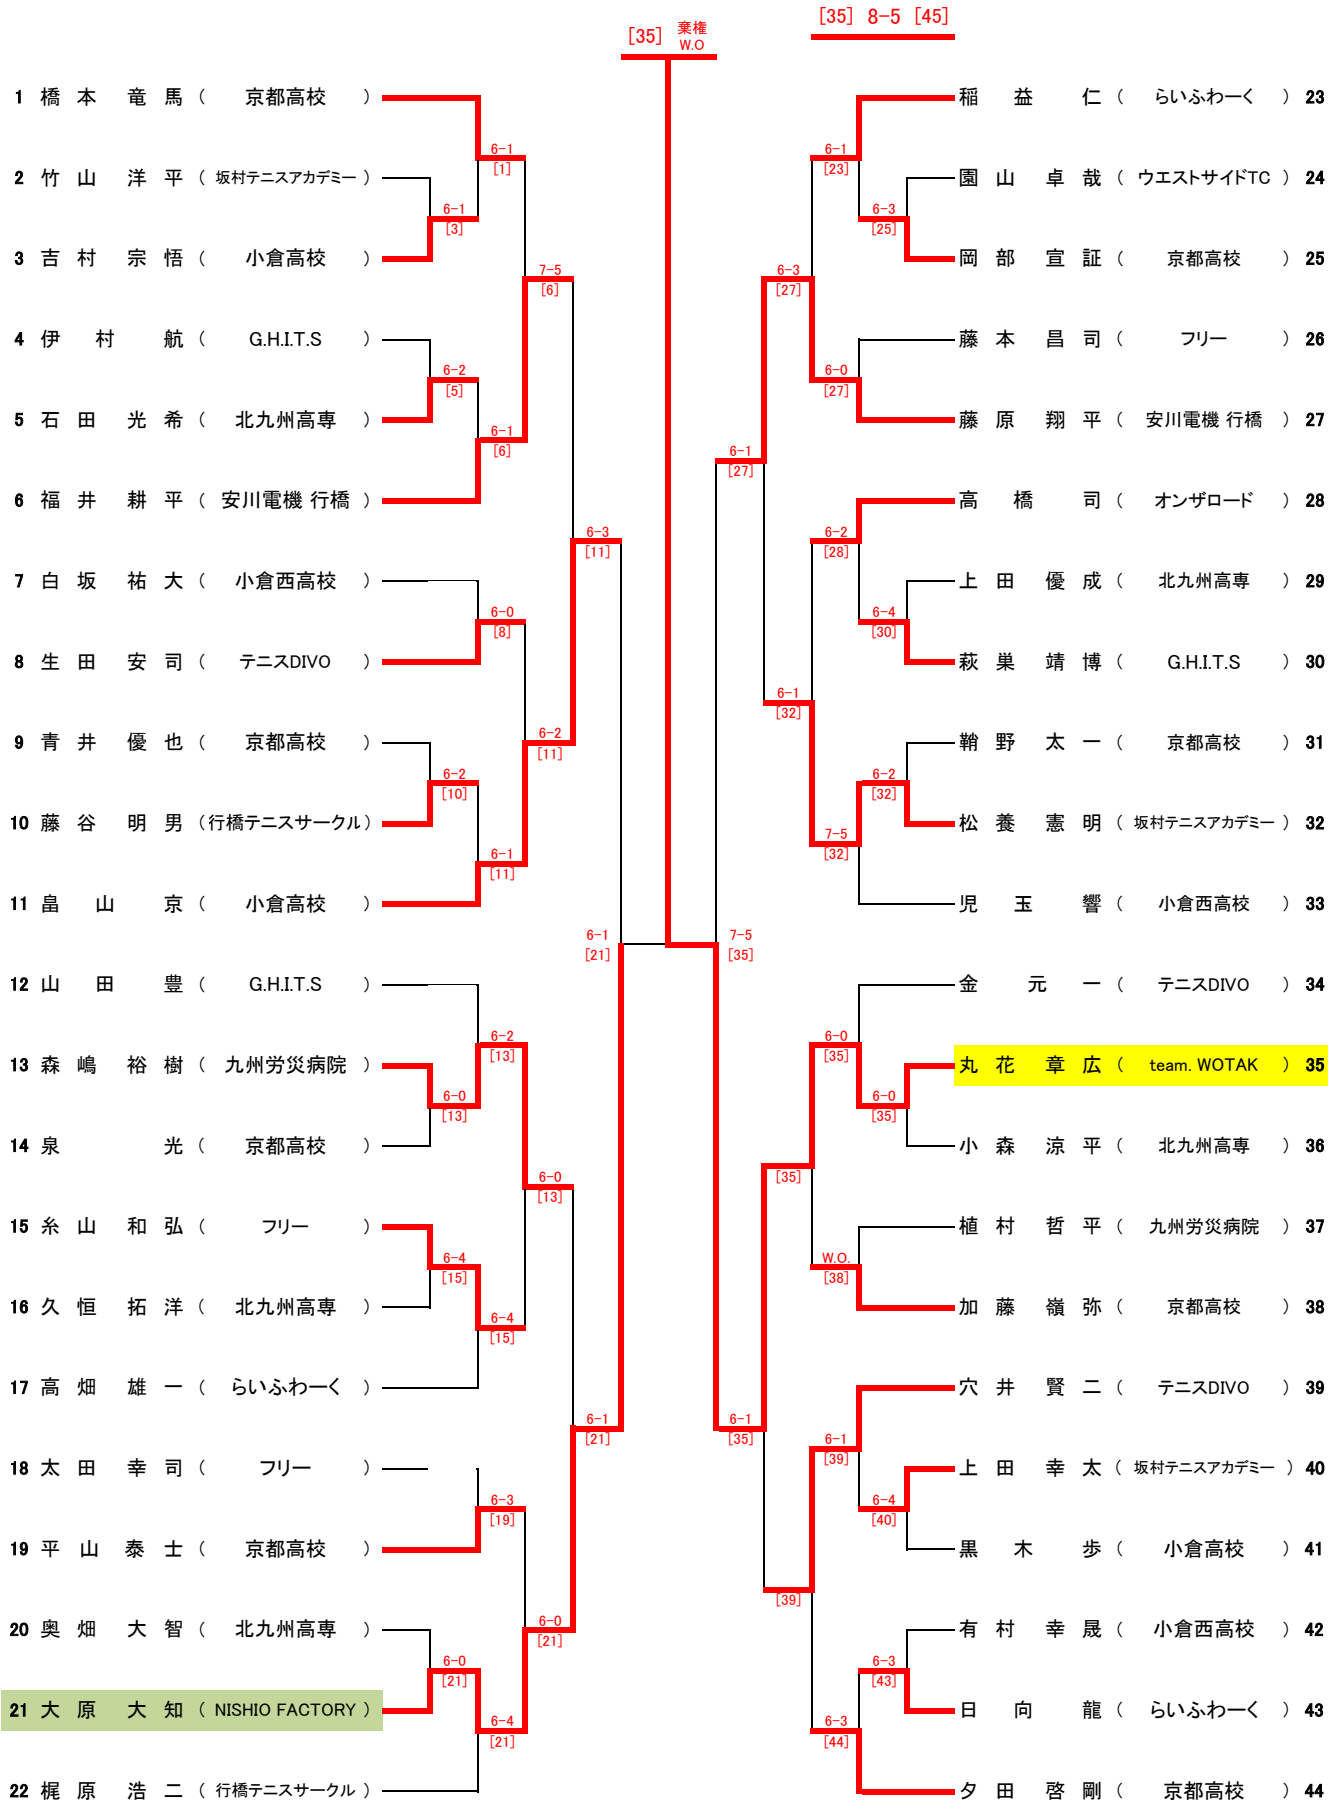 [35] 8-5 [45]
[35] 棄権
W.O
1 橋本 竜馬 ( 京都高校 )
6-1
[1]
2 竹山 洋平 ( 坂村テニスアカデミー )
6-1
[3]
3 吉村 宗悟 ( 小倉高校 )
7-5
[6]
4 伊村 航 ( G.H.I.T.S )
6-2
[5]
5 石田 光希 ( 北九州高専 )
6-1
[6]
6 福井 耕平 ( 安川電機 行橋 )
6-3
[11]
7 白坂 祐大 ( 小倉西高校 )
6-0
[8]
8 生田 安司 ( テニスDIVO )
6-2
[11]
9 青井 優也 ( 京都高校 )
6-2
[10]
10 藤谷 明男 ( 行橋テニスサークル )
6-1
[11]
11 畠山 京 ( 小倉高校 )
6-1
[21]
12 山田 豊 ( G.H.I.T.S )
6-2
[13]
13 森嶋 裕樹 ( 九州労災病院 )
6-0
[13]
14 泉 光 ( 京都高校 )
6-0
[13]
15 糸山 和弘 ( フリー )
6-4
[15]
16 久恒 拓洋 ( 北九州高専 )
6-4
[15]
17 高畑 雄一 ( らいふわーく )
6-1
[21]
18 太田 幸司 ( フリー )
6-3
[19]
19 平山 泰士 ( 京都高校 )
6-0
[21]
20 奥畑 大智 ( 北九州高専 )
6-0
[21]
21 大原 大知 ( NISHIO FACTORY )
6-4
[21]
22 梶原 浩二 ( 行橋テニスサークル )
稲益 仁 ( らいふわーく ) 23
6-1
[23]
園山 卓哉 ( ウエストサイドTC ) 24
6-3
[25]
岡部 宣証 ( 京都高校 ) 25
6-3
[27]
藤本 昌司 ( フリー ) 26
6-0
[27]
藤原 翔平 ( 安川電機 行橋 ) 27
6-1
[27]
高橋 司 ( オンザロード ) 28
6-2
[28]
上田 優成 ( 北九州高専 ) 29
6-4
[30]
萩巣 靖博 ( G.H.I.T.S ) 30
6-1
[32]
鞘野 太一 ( 京都高校 ) 31
6-2
[32]
松養 憲明 ( 坂村テニスアカデミー ) 32
7-5
[32]
児玉 響 ( 小倉西高校 ) 33
7-5
[35]
金 元一 ( テニスDIVO ) 34
6-0
[35]
丸花 章広 ( team. WOTAK ) 35
6-0
[35]
小森 涼平 ( 北九州高専 ) 36
[35]
植村 哲平 ( 九州労災病院 ) 37
W.O.
[38]
加藤 嶺弥 ( 京都高校 ) 38
穴井 賢二 ( テニスDIVO ) 39
6-1
[35]
6-1
[39]
上田 幸太 ( 坂村テニスアカデミー ) 40
6-4
[40]
黒木 歩 ( 小倉高校 ) 41
[39]
有村 幸晟 ( 小倉西高校 ) 42
6-3
[43]
日向 龍 ( らいふわーく ) 43
6-3
[44]
夕田 啓剛 ( 京都高校 ) 44